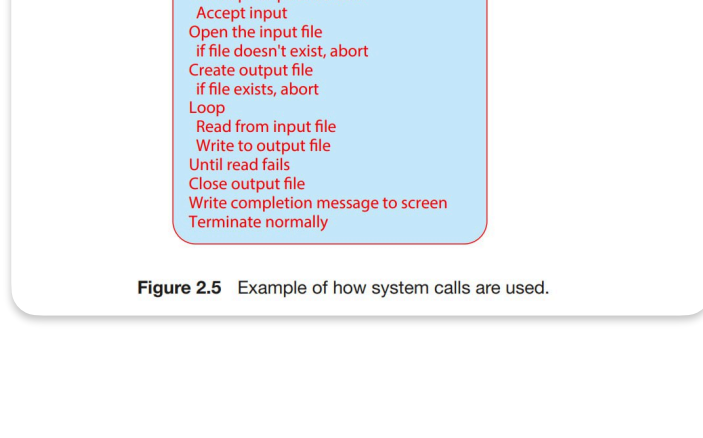 Accept input
Open the input file
if file doesn't exist, abort
Create output file
if file exists, abort
Loop
Read from input file
Write to output file
Until read fails
Close output file
Write completion message to screen
Terminate normally
Figure 2.5 Example of how system calls are used.